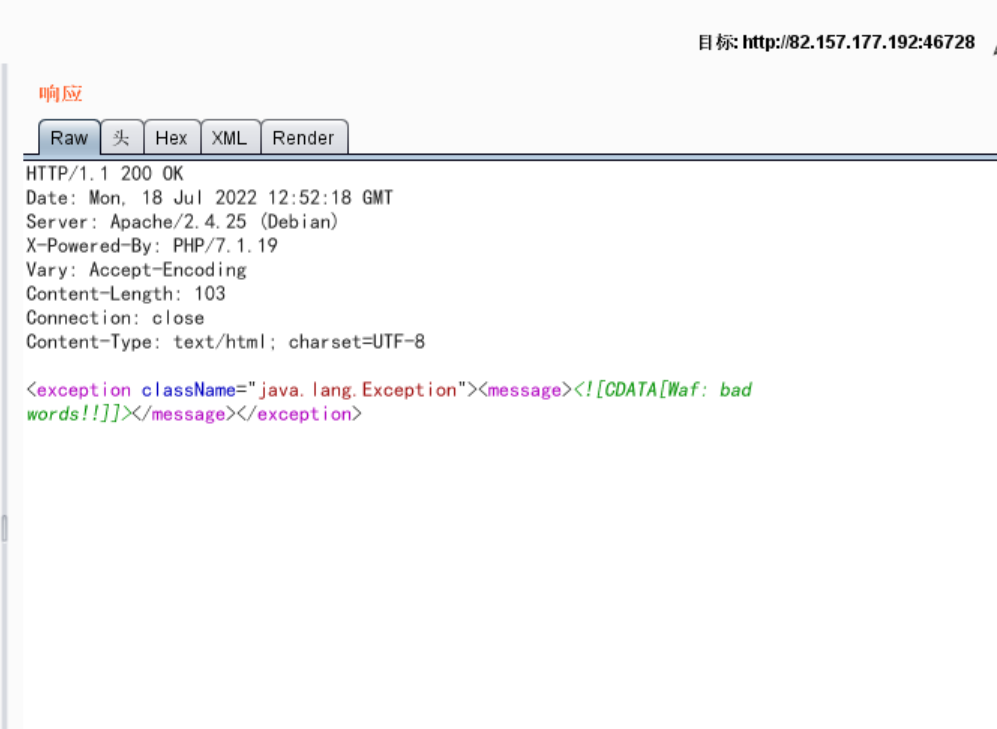 目标: http://82.157.177.192:46728
响应
Raw 头 Hex XML Render
HTTP/1.1 200 OK
Date: Mon, 18 Jul 2022 12:52:18 GMT
Server: Apache/2.4.25 (Debian)
X-Powered-By: PHP/7.1.19
Vary: Accept-Encoding
Content-Length: 103
Connection: close
Content-Type: text/html; charset=UTF-8
<exception className="java.lang.Exception"><message><![CDATA[Waf: bad
words!!]]></message></exception>